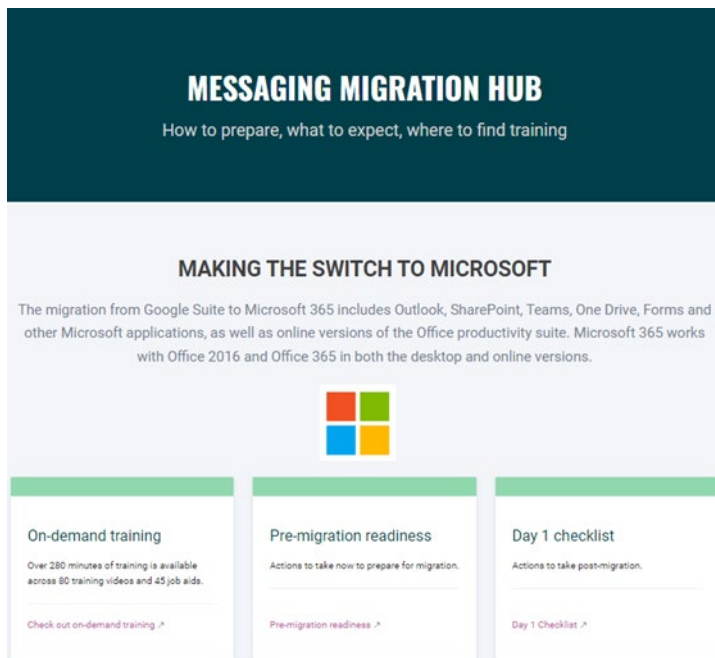 MESSAGING MIGRATION HUB
How to prepare, what to expect, where to find training
MAKING THE SWITCH TO MICROSOFT
The migration from Google Suite to Microsoft 365 includes Outlook, SharePoint, Teams, One Drive, Forms and
other Microsoft applications, as well as online versions of the Office productivity suite. Microsoft 365 works
with Office 2016 and Office 365 in both the desktop and online versions.
On-demand training
Over 280 minutes of training is available
across 80 training videos and 45 job aids.
Check out on-demand training ↗
Pre-migration readiness
Actions to take now to prepare for migration.
Pre-migration readiness ↗
Day 1 checklist
Actions to take post-migration.
Day 1 Checklist ↗